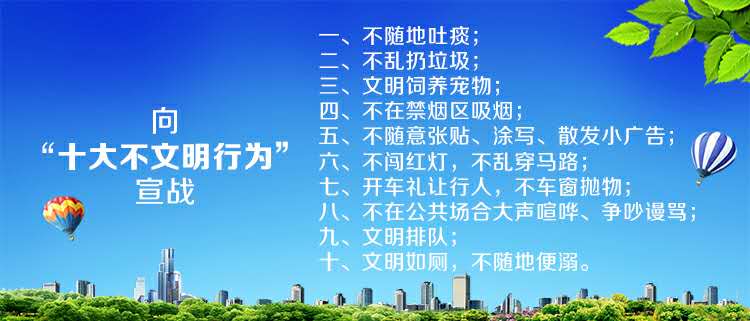 向
“十大不文明行为”
宣战
一、不随地吐痰；
二、不乱扔垃圾；
三、文明饲养宠物；
四、不在禁烟区吸烟；
五、不随意张贴、涂写、散发小广告；
六、不闯红灯，不乱穿马路；
七、开车礼让行人，不车窗抛物；
八、不在公共场合大声喧哗、争吵谩骂；
九、文明排队；
十、文明如厕，不随地便溺。